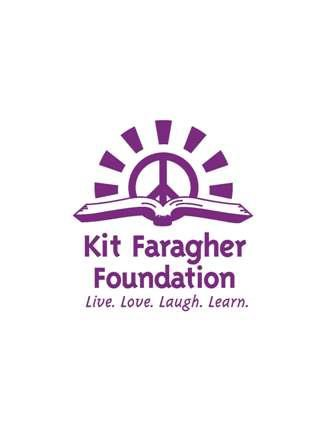 Kit Faragher
Foundation
Live. Love. Laugh. Learn.